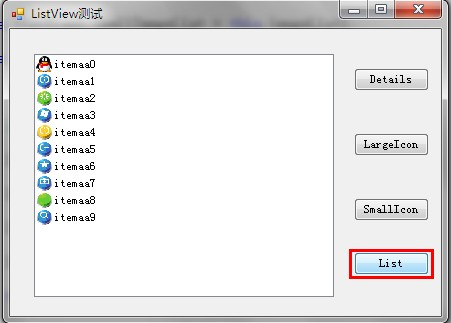 ListView测试
itemaa0
itemaa1
itemaa2
itemaa3
itemaa4
itemaa5
itemaa6
itemaa7
itemaa8
itemaa9
Details
LargeIcon
SmallIcon
List